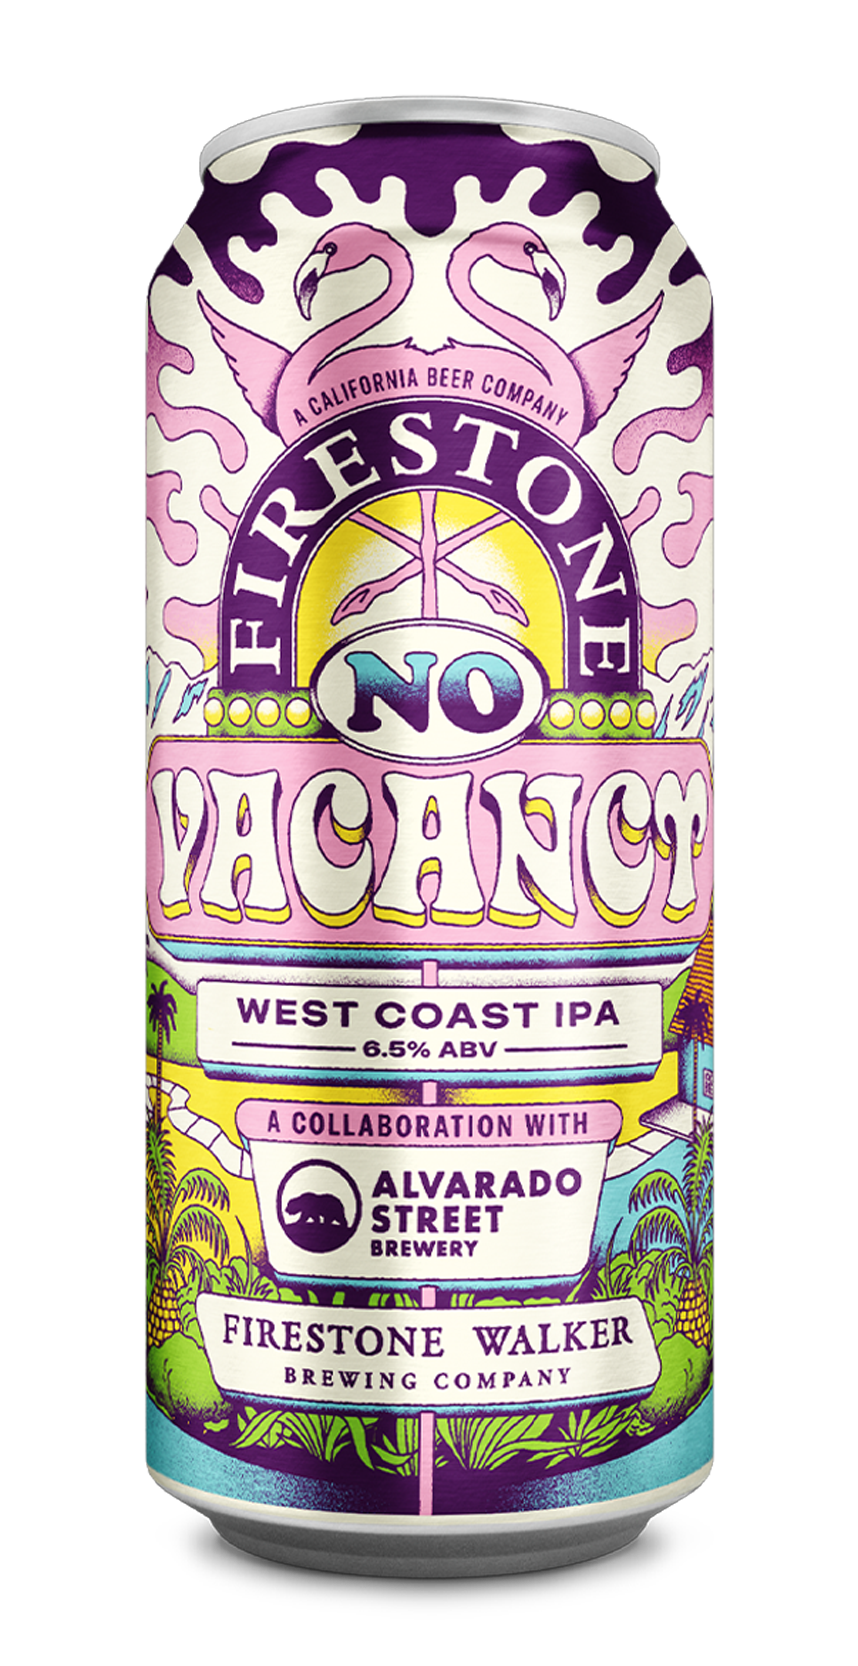 A CALIFORNIA BEER COMPANY
FIRESTONE
NO
VACANCY
WEST COAST IPA
6.5% ABV
A COLLABORATION WITH
ALVARADO
STREET
BREWERY
FIRESTONE WALKER
BREWING COMPANY